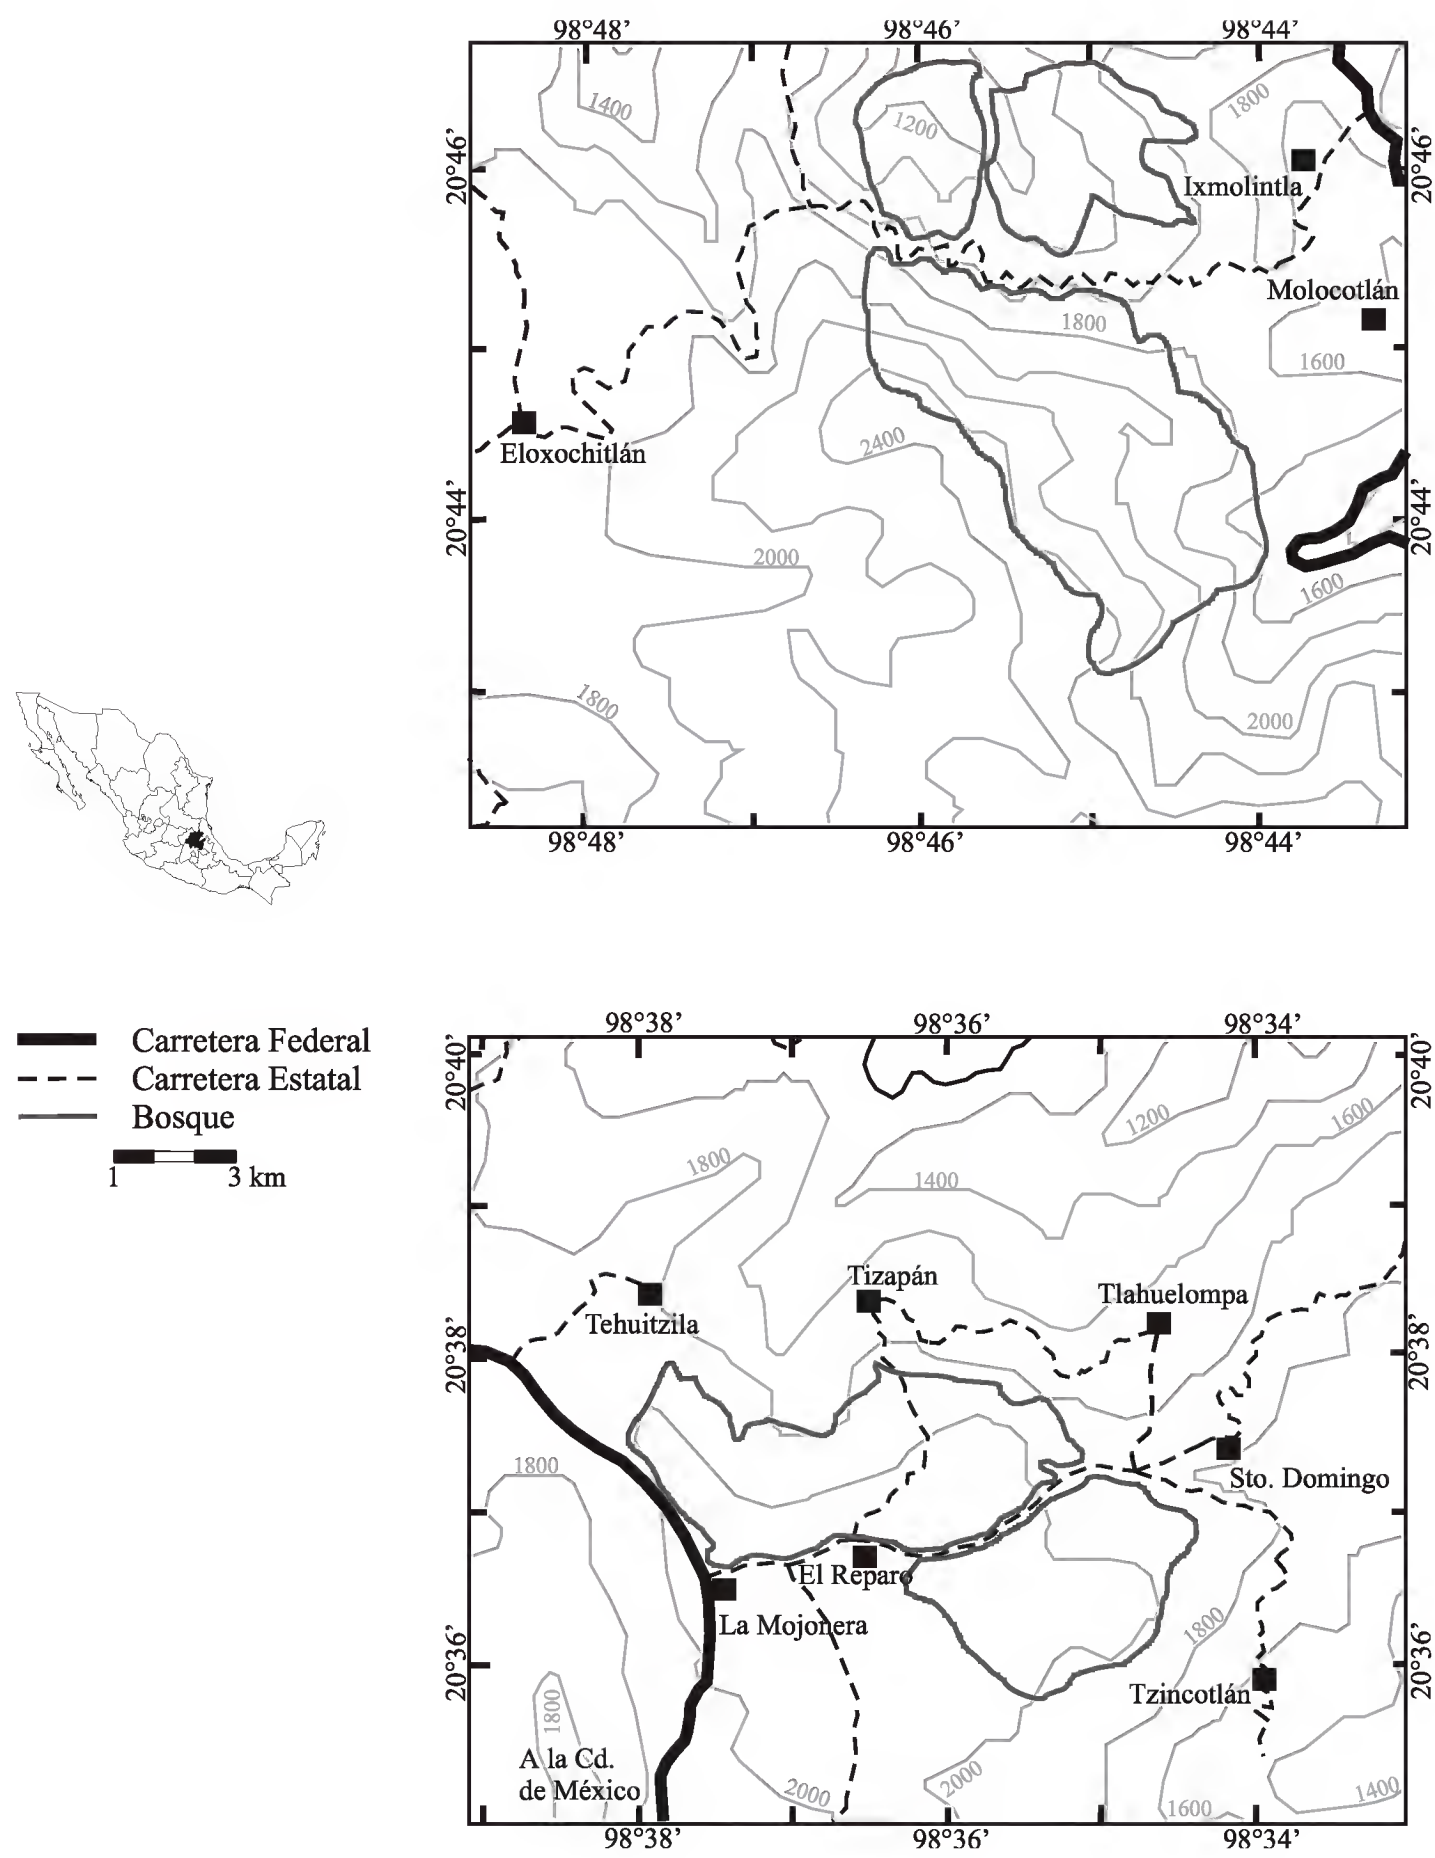 98°48’
98°46’
98°44’
1400
1200
1800
20°46’
20°46’
Ixmolintla
Molocotlán
1800
1600
2400
Eloxochitlán
20°44’
20°44’
2000
1600
1800
2000
98°48’
98°46’
98°44’
Carretera Federal
Carretera Estatal
Bosque
1
3 km
98°38’
98°36’
98°34’
20°40’
20°40’
1200
1600
1800
1400
Tizapán
Tlahuelompa
Tehuitzila
20°38’
20°38’
1800
Sto. Domingo
El Reparo
La Mojonera
1800
20°36’
20°36’
Tzincotlán
1800
A la Cd.
de México
2000
2000
1600
1400
98°38’
98°36’
98°34’